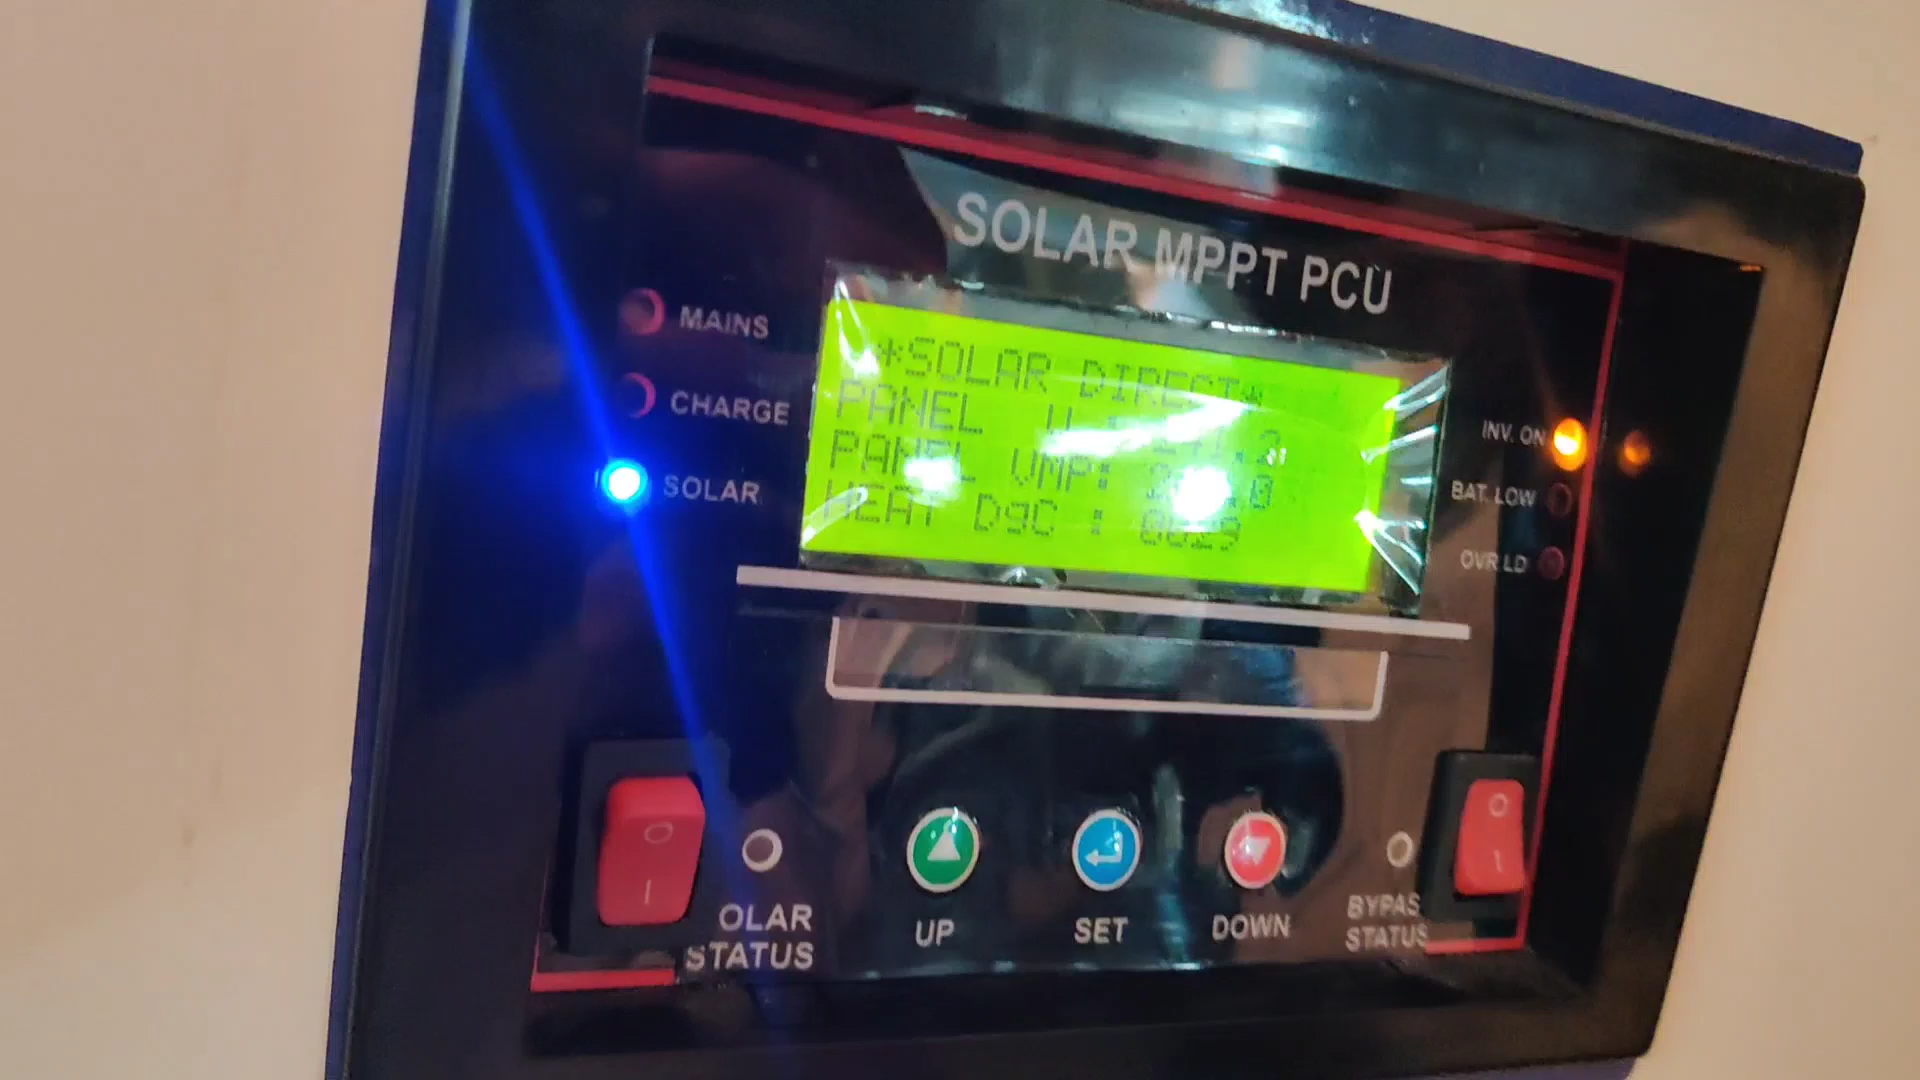 SOLAR MPPT PCU
MAINS
CHARGE
SOLAR
*SOLAR DIRECT*
PANEL V :
PANEL VMP:
HEAT DgC : 0029
INV. ON
BAT. LOW
OVR.LD
O
I
OLAR
STATUS
UP
SET
DOWN
BYPAS
STATUS
O
I